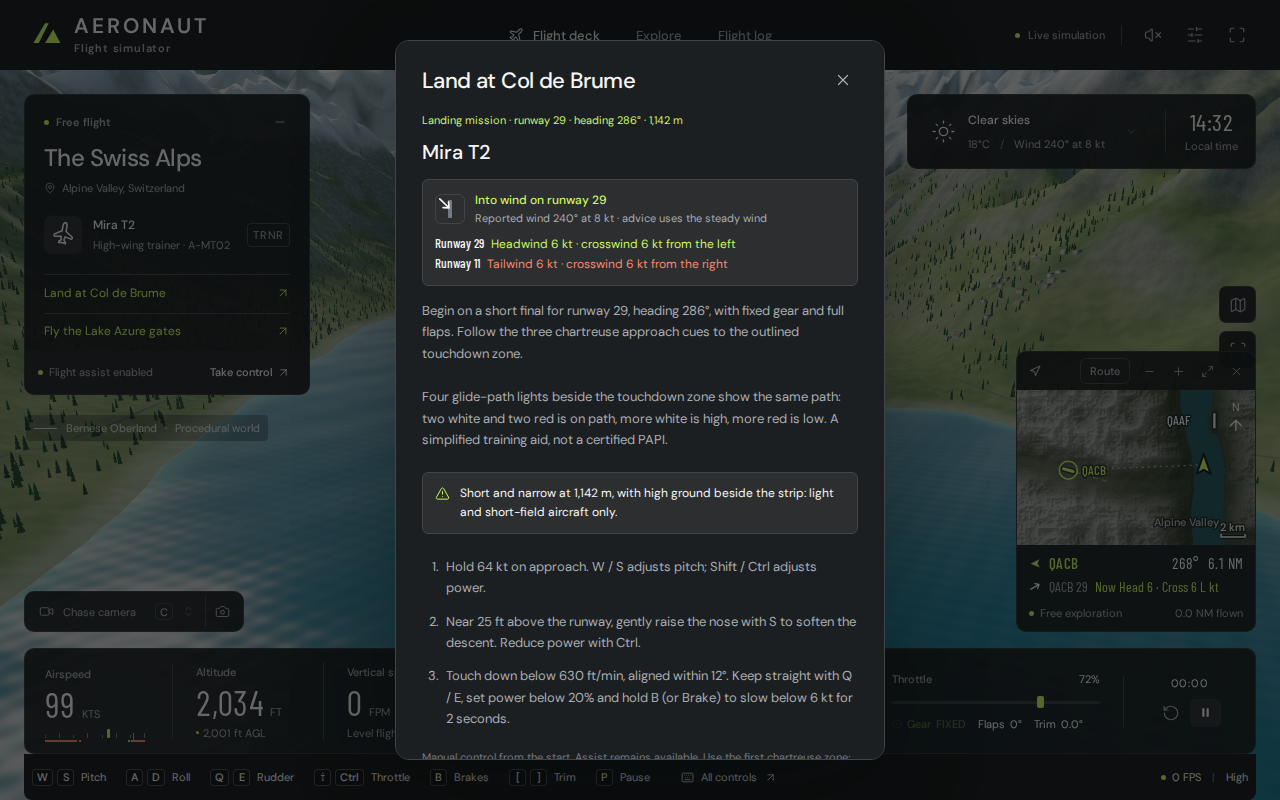 AERONAUT
Flight simulator
Flight deck
Explore
Flight log
Live simulation
Free flight
The Swiss Alps
Alpine Valley, Switzerland
Mira T2
High-wing trainer · A-MT02
TRNR
Land at Col de Brume
Fly the Lake Azure gates
Flight assist enabled
Take control
Bernese Oberland · Procedural world
Chase camera C
Land at Col de Brume
Landing mission · runway 29 · heading 286° · 1,142 m
Mira T2
Into wind on runway 29
Reported wind 240° at 8 kt · advice uses the steady wind
Runway 29 Headwind 6 kt · crosswind 6 kt from the left
Runway 11 Tailwind 6 kt · crosswind 6 kt from the right
Begin on a short final for runway 29, heading 286°, with fixed gear and full
flaps. Follow the three chartreuse approach cues to the outlined
touchdown zone.
Four glide-path lights beside the touchdown zone show the same path:
two white and two red is on path, more white is high, more red is low. A
simplified training aid, not a certified PAPI.
Short and narrow at 1,142 m, with high ground beside the strip: light
and short-field aircraft only.
1. Hold 64 kt on approach. W / S adjusts pitch; Shift / Ctrl adjusts
power.
2. Near 25 ft above the runway, gently raise the nose with S to soften the
descent. Reduce power with Ctrl.
3. Touch down below 630 ft/min, aligned within 12°. Keep straight with Q
/ E, set power below 20% and hold B (or Brake) to slow below 6 kt for
2 seconds.
Manual control from the start. Assist remains available. Use the first chartreuse zone;
Clear skies
18°C / Wind 240° at 8 kt
14:32
Local time
Route
QAAF
N
QACB
Alpine Valley
2 km
QACB 268° 6.1 NM
QACB 29 Now Head 6 · Cross 6 L kt
Free exploration 0.0 NM flown
Airspeed
99 KTS
Altitude
2,034 FT
2,001 ft AGL
Vertical s
0 FPM
Level fligh
Throttle 72%
Gear FIXED Flaps 0° Trim 0.0°
00:00
W S Pitch A D Roll Q E Rudder ⇧ Ctrl Throttle B Brakes [ ] Trim P Pause All controls
0 FPS High